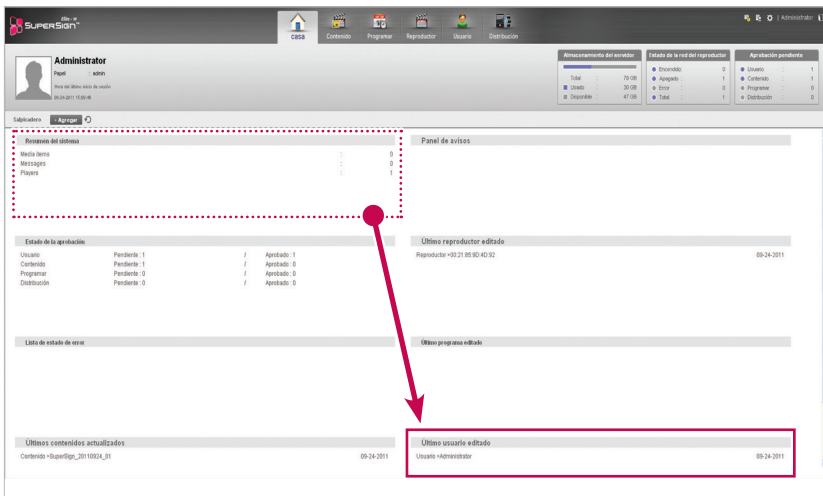 Elite - w
SUPERSIGN™
casa
Contenido
Programar
Reproductor
Usuario
Distribución
| Administrator
Administrator
Papel : admin
Hora del último inicio de sesión
09-24-2011 15:59:46
Almacenamiento del servidor
Total : 78 GB
Usado : 30 GB
Disponible : 47 GB
Estado de la red del reproductor
Encendido: 0
Apagado : 1
Error : 0
Total : 1
Aprobación pendiente
Usuario : 1
Contenido : 1
Programar : 0
Distribución : 0
Salpicadero
+ Agregar
Resumen del sistema
Media items : 0
Messages : 0
Players : 1
Panel de avisos
Estado de la aprobación
Usuario Pendiente : 1 / Aprobado : 1
Contenido Pendiente : 1 / Aprobado : 0
Programar Pendiente : 0 / Aprobado : 0
Distribución Pendiente : 0 / Aprobado : 0
Último reproductor editado
Reproductor »00:21:85:9D:4D:92 09-24-2011
Lista de estado de error
Último programa editado
Últimos contenidos actualizados
Contenido »SuperSign_20110924_01 09-24-2011
Último usuario editado
Usuario »Administrator 09-24-2011